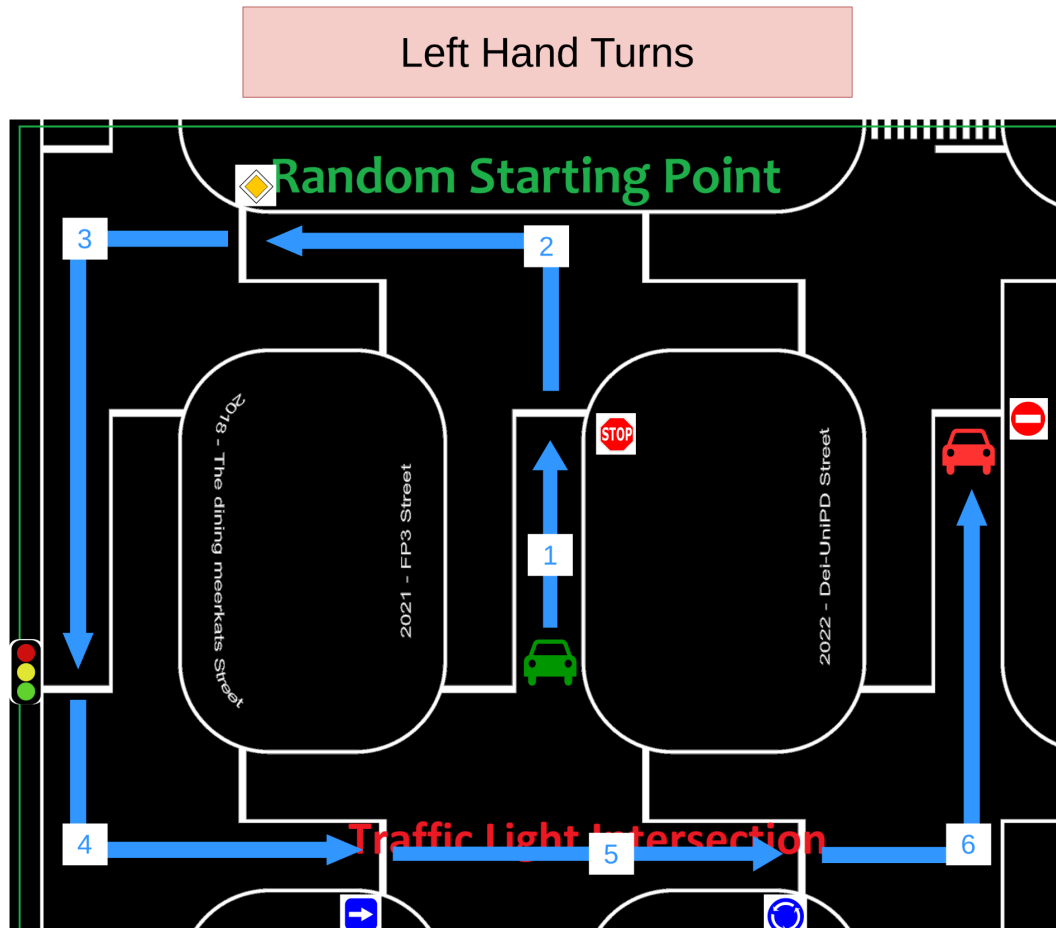 Left Hand Turns
Random Starting Point
3
2
2018 - The dining meerkats Street
2021 - FP3 Street
STOP
2022 - Dei-UniPD Street
1
Traffic Light Intersection
4
5
6